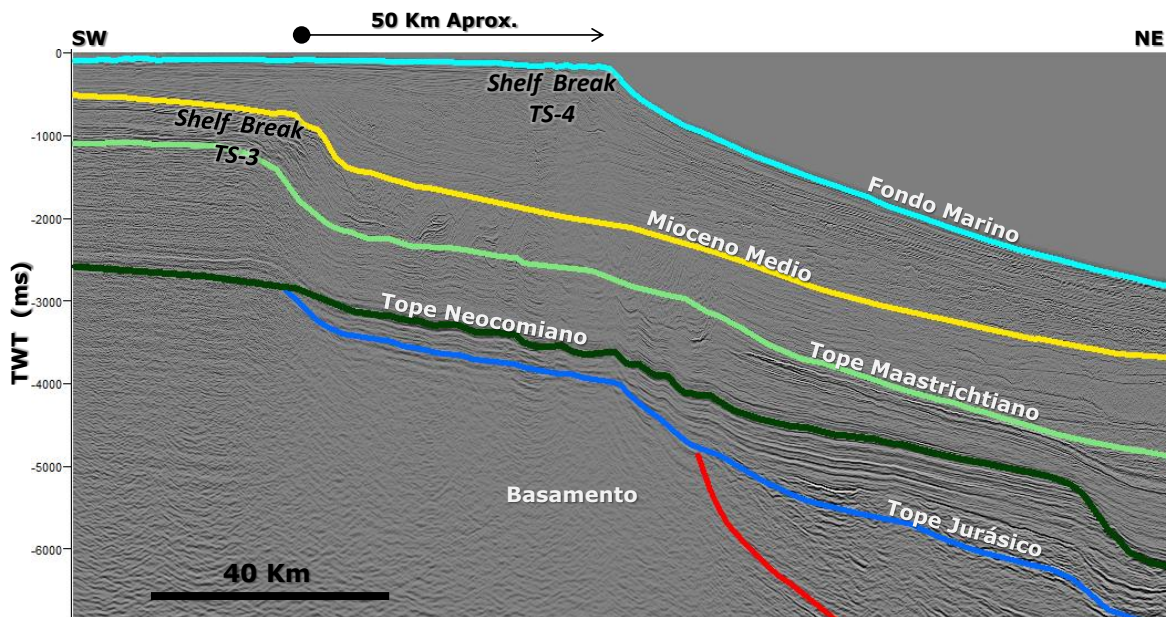 50 Km Aprox.
SW
NE
0
Shelf Break
TS-4
-1000
Shelf Break
TS-3
Fondo Marino
-2000
Mioceno Medio
TWT (ms)
-3000
Tope Neocomiano
Tope Maastrichtiano
-4000
-5000
Basamento
Tope Jurásico
-6000
40 Km